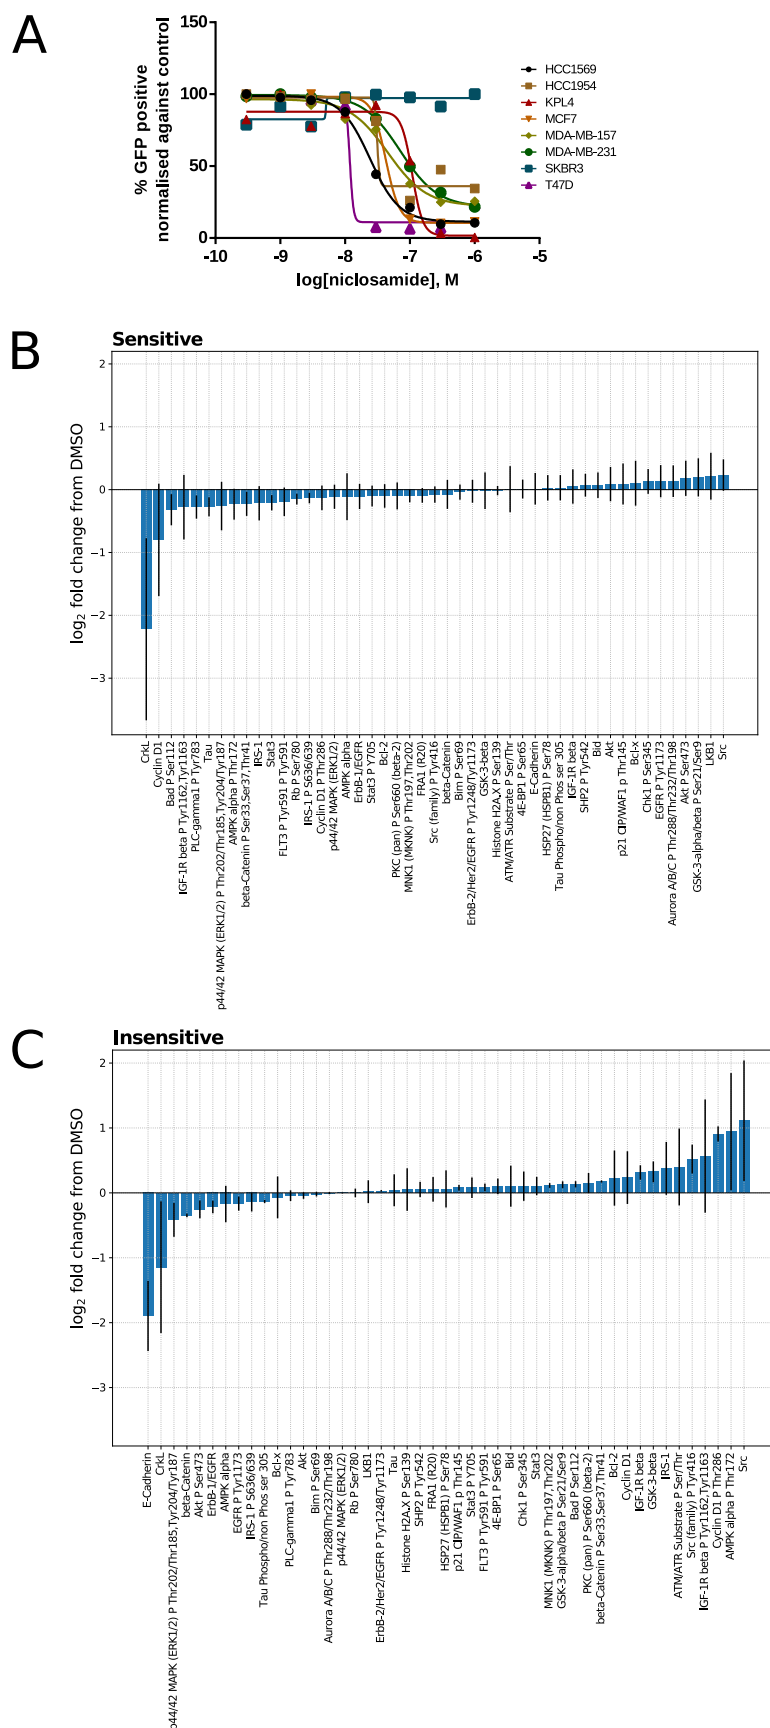 A
150
100
50
0
% GFP positive
normalised against control
-10
-9
-8
-7
-6
-5
log[niclosamide], M
HCC1569
HCC1954
KPL4
MCF7
MDA-MB-157
MDA-MB-231
SKBR3
T47D
B
Sensitive
2
1
0
−1
−2
−3
log2 fold change from DMSO
CrkL
Cyclin D1
Bad P Ser112
IGF-1R beta P Tyr1162,Tyr1163
PLC-gamma1 P Tyr783
Tau
p44/42 MAPK (ERK1/2) P Thr202/Thr185,Tyr204/Tyr187
AMPK alpha P Thr172
beta-Catenin P Ser33,Ser37,Thr41
IRS-1
Stat3
FLT3 P Tyr591 P Tyr591
Rb P Ser780
IRS-1 P S636/639
Cyclin D1 P Thr286
p44/42 MAPK (ERK1/2)
AMPK alpha
ErbB-1/EGFR
Stat3 P Y705
Bcl-2
PKC (pan) P Ser660 (beta-2)
MNK1 (MKNK) P Thr197,Thr202
FRA1 (R20)
Src (family) P Tyr416
beta-Catenin
Bim P Ser69
ErbB-2/Her2/EGFR P Tyr1248/Tyr1173
GSK-3-beta
Histone H2A,X P Ser139
ATM/ATR Substrate P Ser/Thr
4E-BP1 P Ser65
E-Cadherin
HSP27 (HSPB1) P Ser78
Tau Phospho/non Phos ser 305
IGF-1R beta
SHP2 P Tyr542
Bid
Akt
p21 CIP/WAF1 p Thr145
Bcl-x
Chk1 P Ser345
EGFR P Tyr1173
Aurora A/B/C P Thr288/Thr232/Thr198
Akt P Ser473
GSK-3-alpha/beta P Ser21/Ser9
LKB1
Src
C
Insensitive
2
1
0
−1
−2
−3
log2 fold change from DMSO
E-Cadherin
CrkL
p44/42 MAPK (ERK1/2) P Thr202/Thr185,Tyr204/Tyr187
beta-Catenin
Akt P Ser473
ErbB-1/EGFR
AMPK alpha
EGFR P Tyr1173
IRS-1 P S636/639
Tau Phospho/non Phos ser 305
Bcl-x
PLC-gamma1 P Tyr783
Akt
Bim P Ser69
Aurora A/B/C P Thr288/Thr232/Thr198
p44/42 MAPK (ERK1/2)
Rb P Ser780
LKB1
ErbB-2/Her2/EGFR P Tyr1248/Tyr1173
Tau
Histone H2A,X P Ser139
SHP2 P Tyr542
FRA1 (R20)
HSP27 (HSPB1) P Ser78
p21 CIP/WAF1 p Thr145
Stat3 P Y705
FLT3 P Tyr591 P Tyr591
4E-BP1 P Ser65
Bid
Chk1 P Ser345
Stat3
MNK1 (MKNK) P Thr197,Thr202
GSK-3-alpha/beta P Ser21/Ser9
Bad P Ser112
PKC (pan) P Ser660 (beta-2)
beta-Catenin P Ser33,Ser37,Thr41
Bcl-2
Cyclin D1
IGF-1R beta
GSK-3-beta
IRS-1
ATM/ATR Substrate P Ser/Thr
Src (family) P Tyr416
IGF-1R beta P Tyr1162,Tyr1163
Cyclin D1 P Thr286
AMPK alpha P Thr172
Src